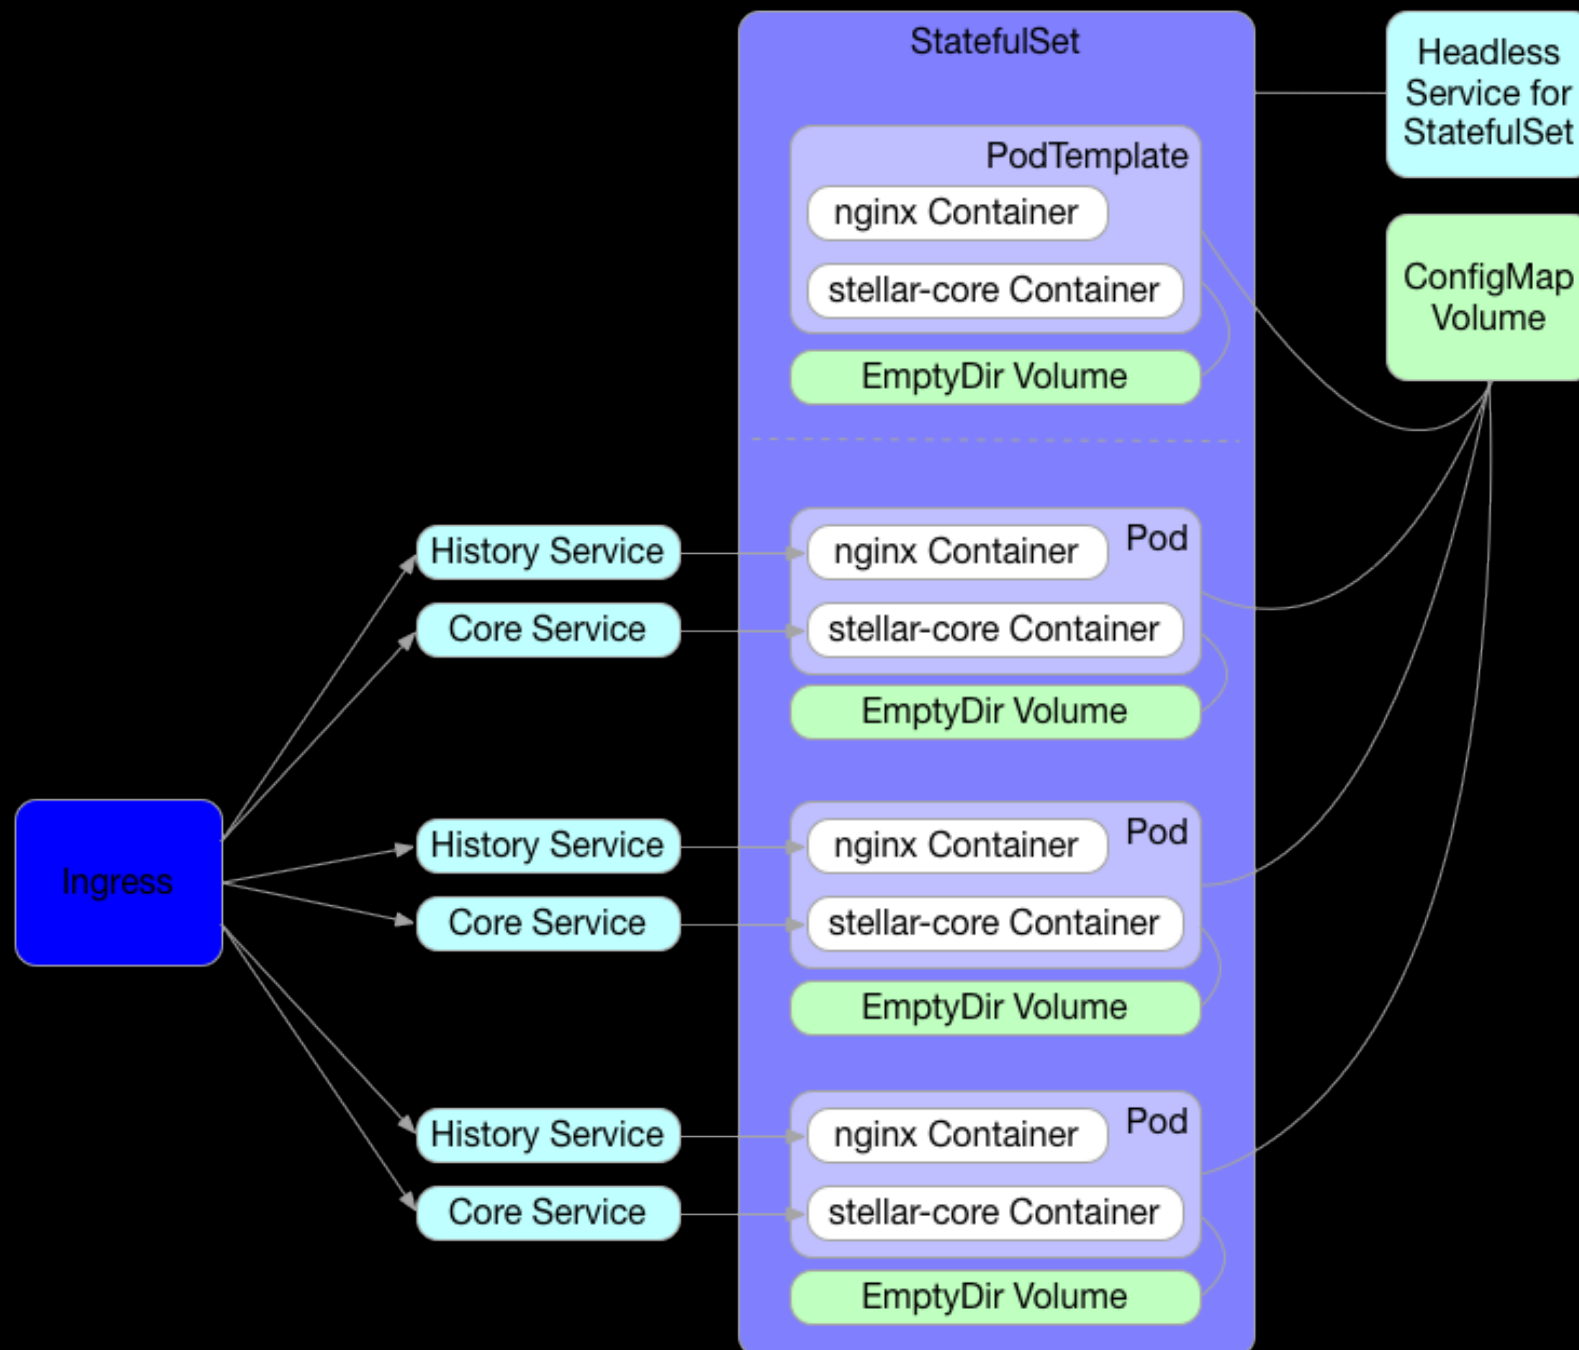 StatefulSet
Headless
Service for
StatefulSet
PodTemplate
nginx Container
stellar-core Container
EmptyDir Volume
ConfigMap
Volume
History Service
nginx Container
Pod
Core Service
stellar-core Container
EmptyDir Volume
Ingress
History Service
nginx Container
Pod
Core Service
stellar-core Container
EmptyDir Volume
History Service
nginx Container
Pod
Core Service
stellar-core Container
EmptyDir Volume